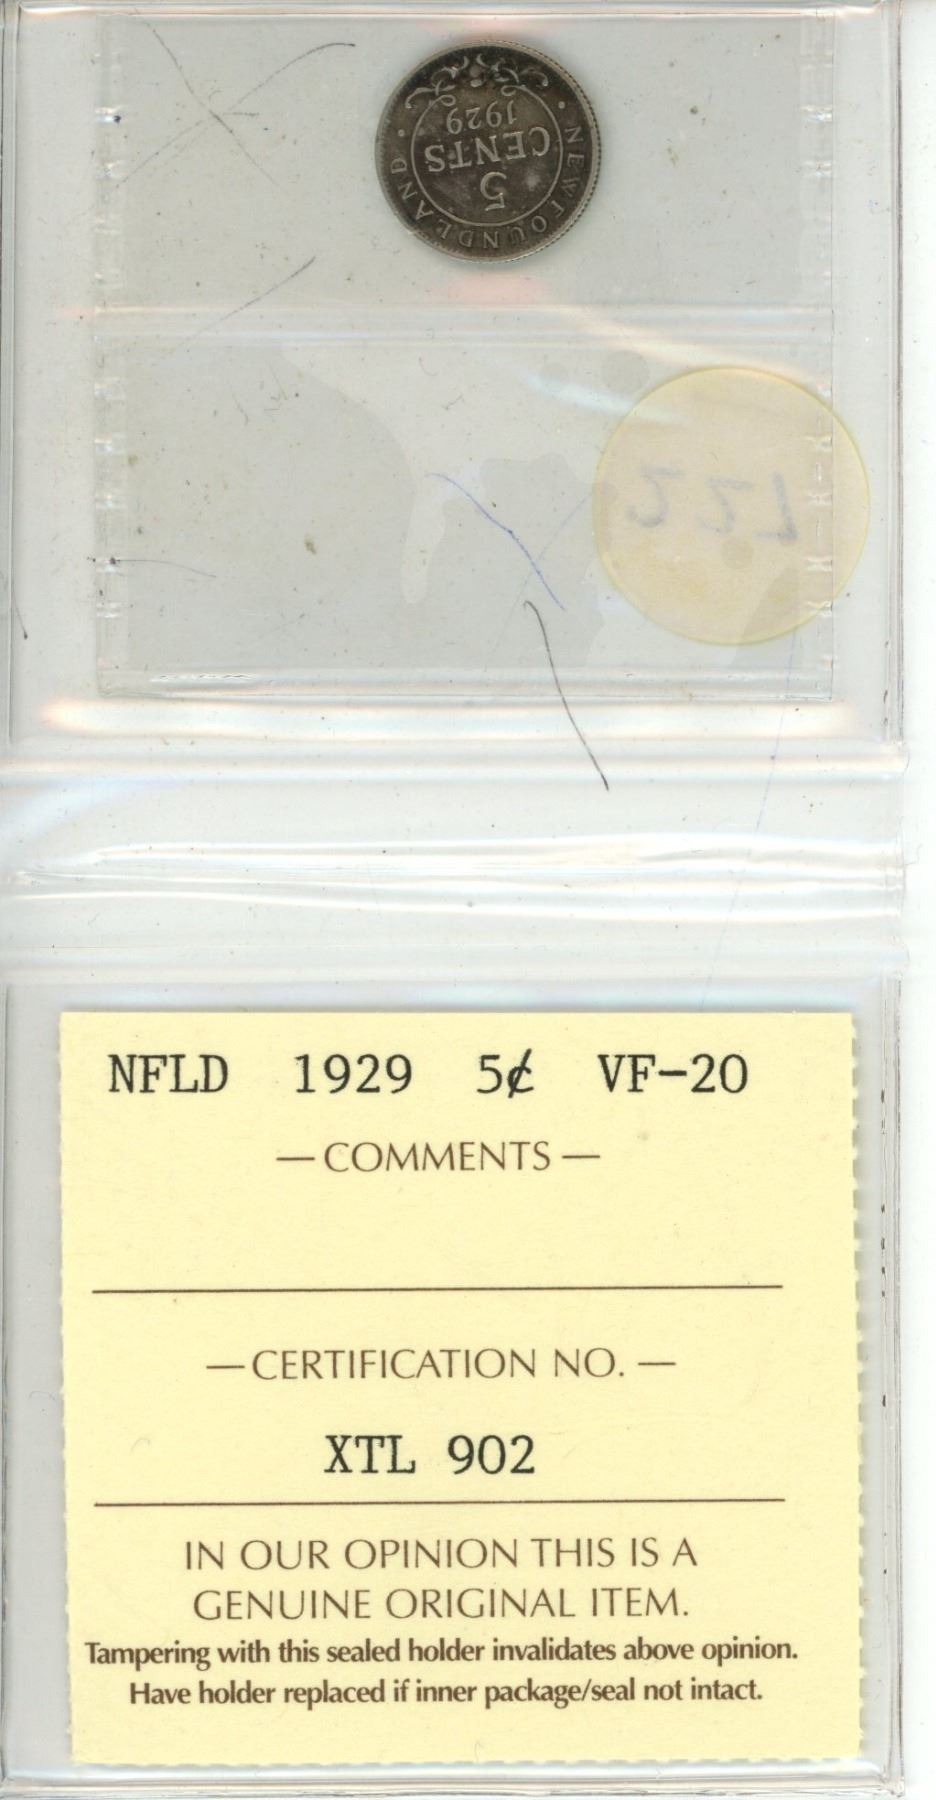 5
CENTS
1929
NEWFOUNDLAND
227
NFLD 1929 5¢ VF-20
— COMMENTS —
— CERTIFICATION NO. —
XTL 902
IN OUR OPINION THIS IS A
GENUINE ORIGINAL ITEM.
Tampering with this sealed holder invalidates above opinion.
Have holder replaced if inner package/seal not intact.